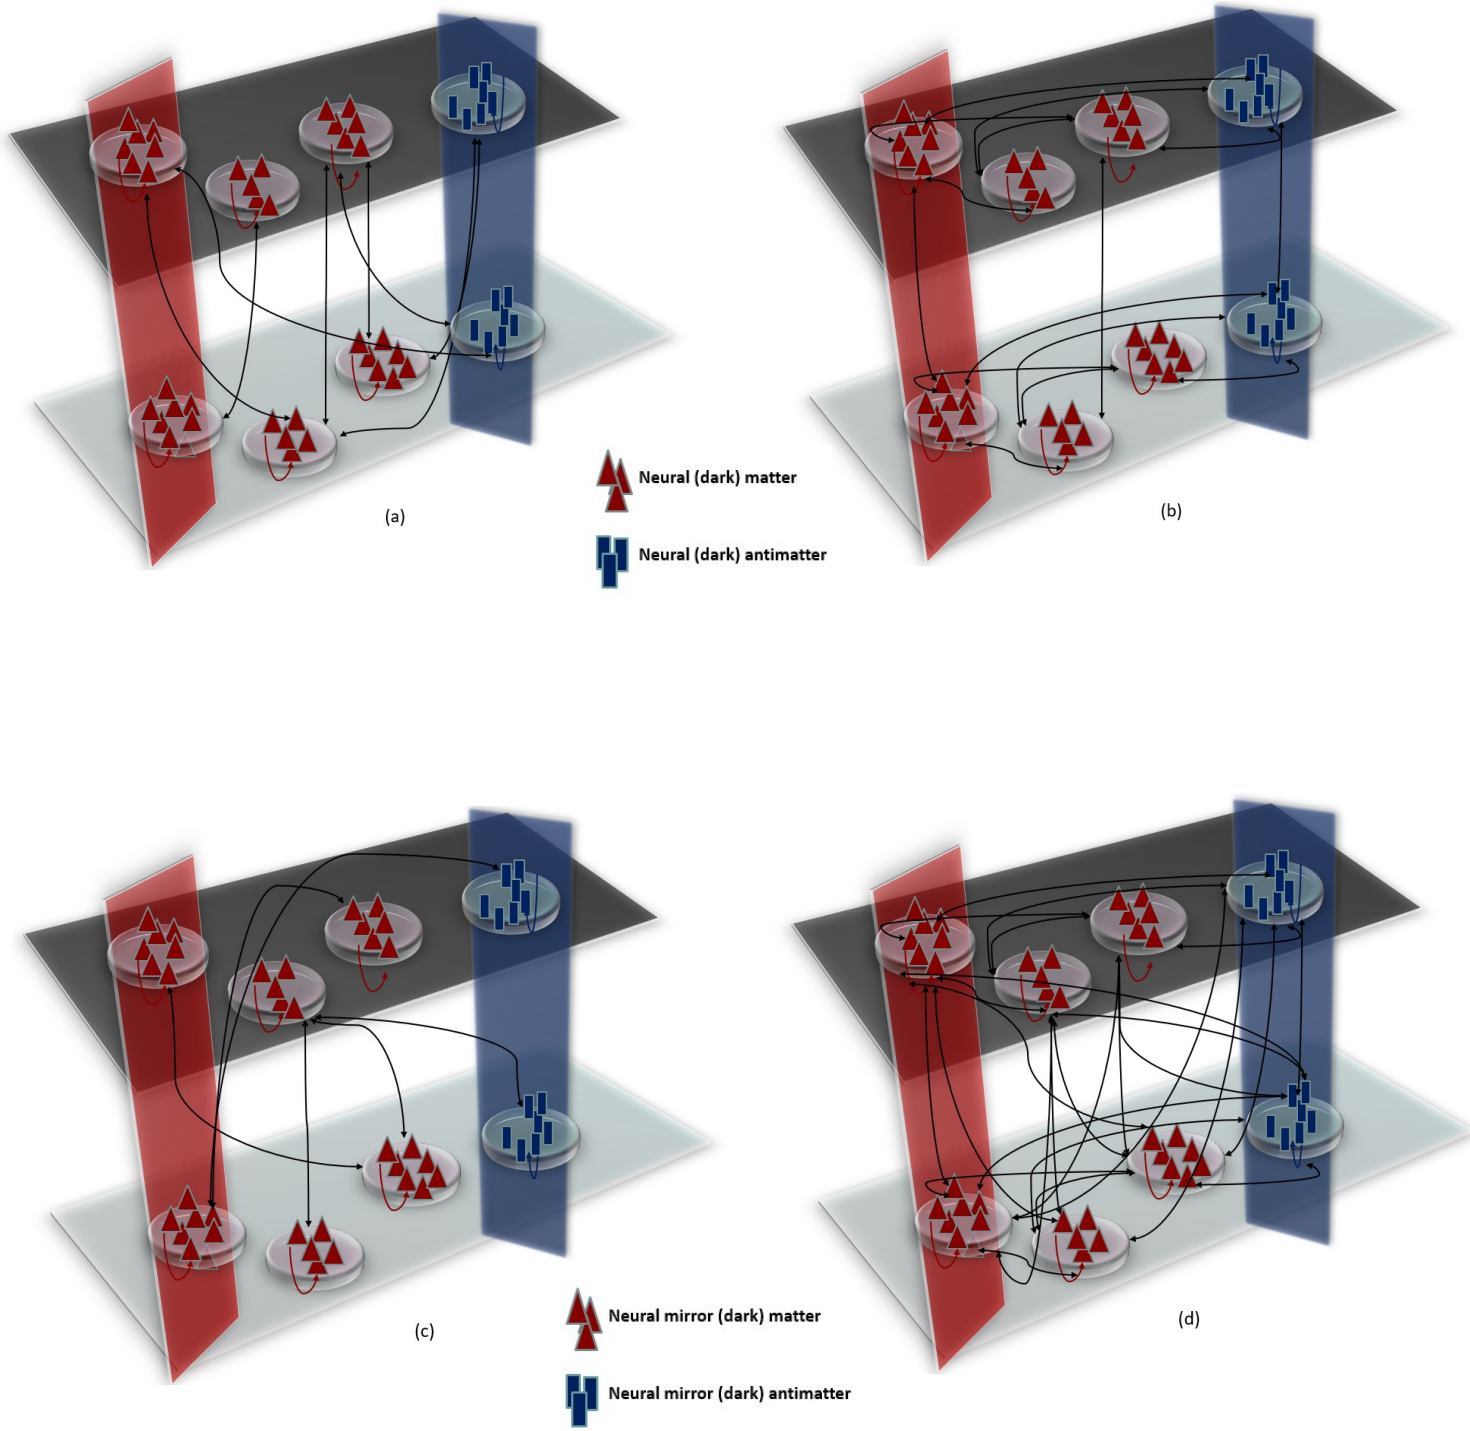 Neural (dark) matter
(a)
(b)
Neural (dark) antimatter
Neural mirror (dark) matter
(c)
(d)
Neural mirror (dark) antimatter